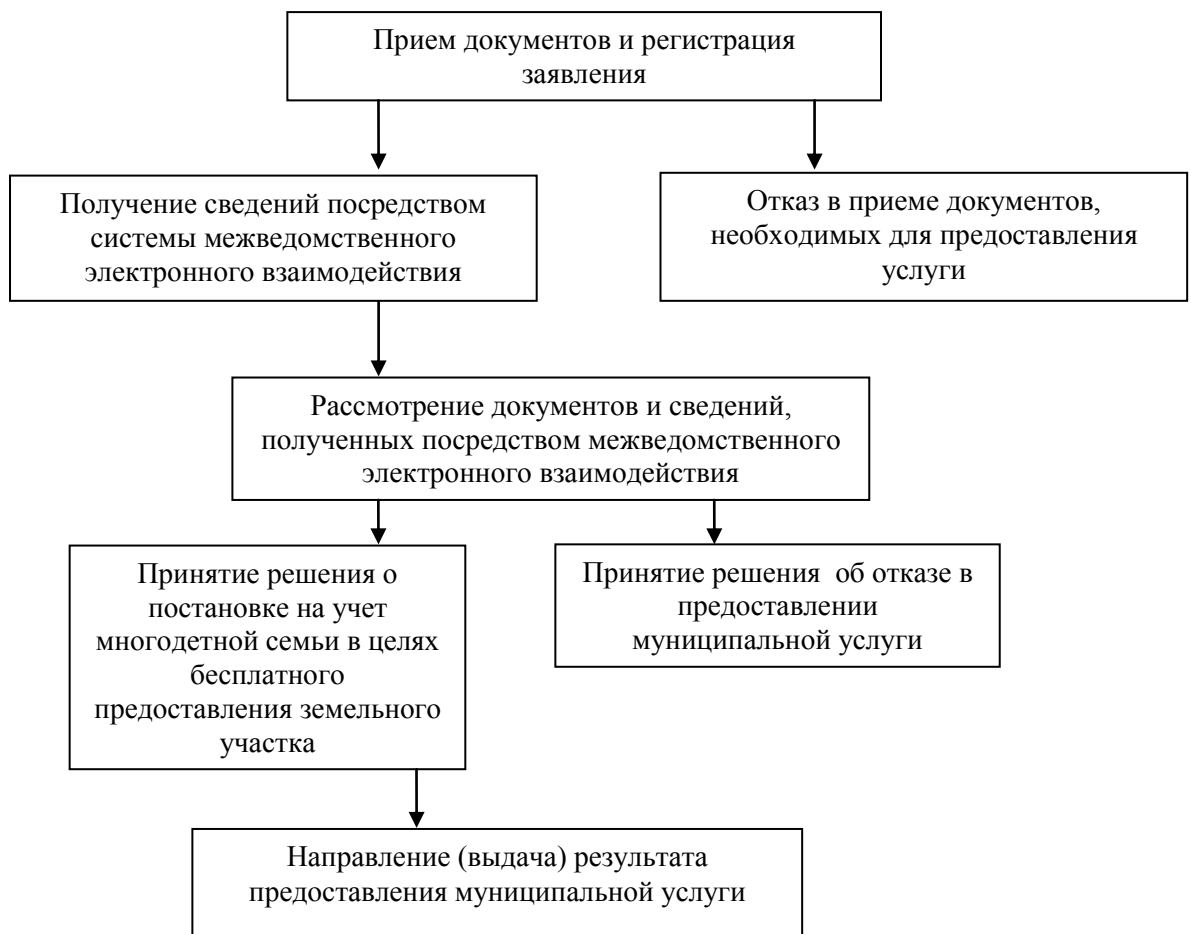 Прием документов и регистрация
заявления
Получение сведений посредством
системы межведомственного
электронного взаимодействия
Отказ в приеме документов,
необходимых для предоставления
услуги
Рассмотрение документов и сведений,
полученных посредством межведомственного
электронного взаимодействия
Принятие решения о
постановке на учет
многодетной семьи в целях
бесплатного
предоставления земельного
участка
Принятие решения  об отказе в
предоставлении
муниципальной услуги
Направление (выдача) результата
предоставления муниципальной услуги